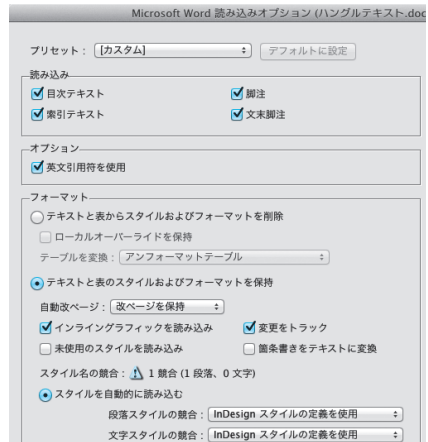 Microsoft Word 読み込みオプション (ハングルテキスト.doc
プリセット： [カスタム] デフォルトに設定
読み込み
目次テキスト 脚注
索引テキスト 文末脚注
オプション
英文引用符を使用
フォーマット
テキストと表からスタイルおよびフォーマットを削除
ローカルオーバーライドを保持
テーブルを変換： アンフォーマットテーブル
テキストと表のスタイルおよびフォーマットを保持
自動改ページ： 改ページを保持
インライングラフィックを読み込み 変更をトラック
未使用のスタイルを読み込み 箇条書きをテキストに変換
スタイル名の競合： 1 競合 (1 段落、0 文字)
スタイルを自動的に読み込む
段落スタイルの競合： InDesign スタイルの定義を使用
文字スタイルの競合： InDesign スタイルの定義を使用